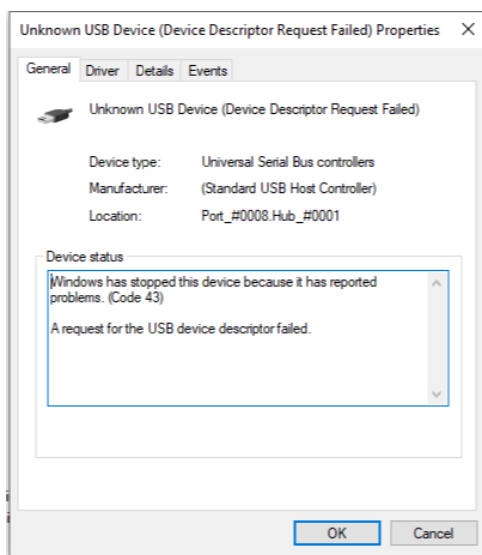 Unknown USB Device (Device Descriptor Request Failed) Properties
General Driver Details Events
Unknown USB Device (Device Descriptor Request Failed)
Device type: Universal Serial Bus controllers
Manufacturer: (Standard USB Host Controller)
Location: Port_#0008.Hub_#0001
Device status
Windows has stopped this device because it has reported
problems. (Code 43)
A request for the USB device descriptor failed.
OK Cancel